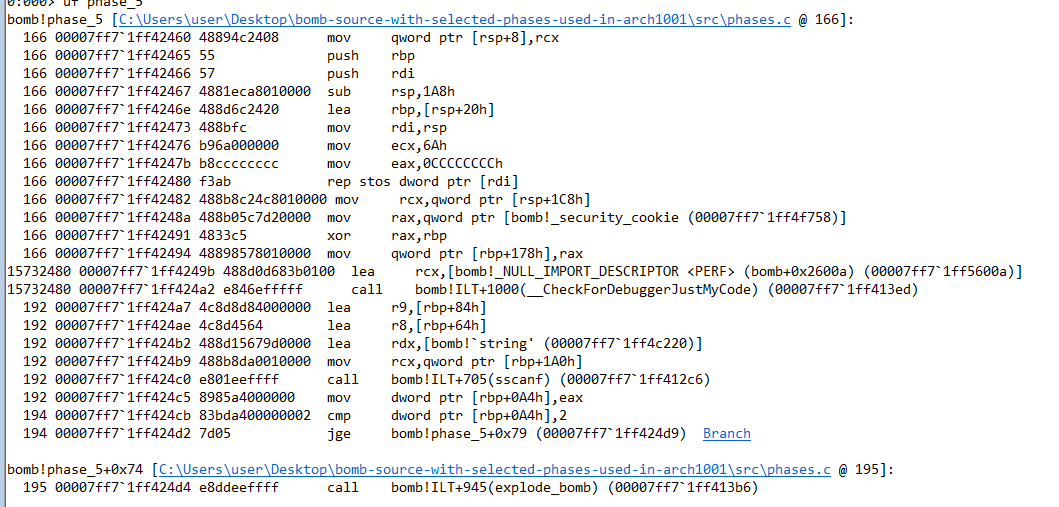 0:000> uf phase_5
bomb!phase_5 [C:\Users\user\Desktop\bomb-source-with-selected-phases-used-in-arch1001\src\phases.c @ 166]:
166 00007ff7`1ff42460 48894c2408 mov qword ptr [rsp+8],rcx
166 00007ff7`1ff42465 55 push rbp
166 00007ff7`1ff42466 57 push rdi
166 00007ff7`1ff42467 4881eca8010000 sub rsp,1A8h
166 00007ff7`1ff4246e 488d6c2420 lea rbp,[rsp+20h]
166 00007ff7`1ff42473 488bfc mov rdi,rsp
166 00007ff7`1ff42476 b96a000000 mov ecx,6Ah
166 00007ff7`1ff4247b b8cccccccc mov eax,0CCCCCCCCh
166 00007ff7`1ff42480 f3ab rep stos dword ptr [rdi]
166 00007ff7`1ff42482 488b8c24c8010000 mov rcx,qword ptr [rsp+1C8h]
166 00007ff7`1ff4248a 488b05c7d20000 mov rax,qword ptr [bomb!_security_cookie (00007ff7`1ff4f758)]
166 00007ff7`1ff42491 4833c5 xor rax,rbp
166 00007ff7`1ff42494 48898578010000 mov qword ptr [rbp+178h],rax
15732480 00007ff7`1ff4249b 488d0d683b0100 lea rcx,[bomb!_NULL_IMPORT_DESCRIPTOR <PERF> (bomb+0x2600a) (00007ff7`1ff5600a)]
15732480 00007ff7`1ff424a2 e846efffff call bomb!ILT+1000(__CheckForDebuggerJustMyCode) (00007ff7`1ff413ed)
192 00007ff7`1ff424a7 4c8d8d84000000 lea r9,[rbp+84h]
192 00007ff7`1ff424ae 4c8d4564 lea r8,[rbp+64h]
192 00007ff7`1ff424b2 488d15679d0000 lea rdx,[bomb!`string' (00007ff7`1ff4c220)]
192 00007ff7`1ff424b9 488b8da0010000 mov rcx,qword ptr [rbp+1A0h]
192 00007ff7`1ff424c0 e801eeffff call bomb!ILT+705(sscanf) (00007ff7`1ff412c6)
192 00007ff7`1ff424c5 8985a4000000 mov dword ptr [rbp+0A4h],eax
194 00007ff7`1ff424cb 83bda400000002 cmp dword ptr [rbp+0A4h],2
194 00007ff7`1ff424d2 7d05 jge bomb!phase_5+0x79 (00007ff7`1ff424d9) Branch
bomb!phase_5+0x74 [C:\Users\user\Desktop\bomb-source-with-selected-phases-used-in-arch1001\src\phases.c @ 195]:
195 00007ff7`1ff424d4 e8ddeeffff call bomb!ILT+945(explode_bomb) (00007ff7`1ff413b6)